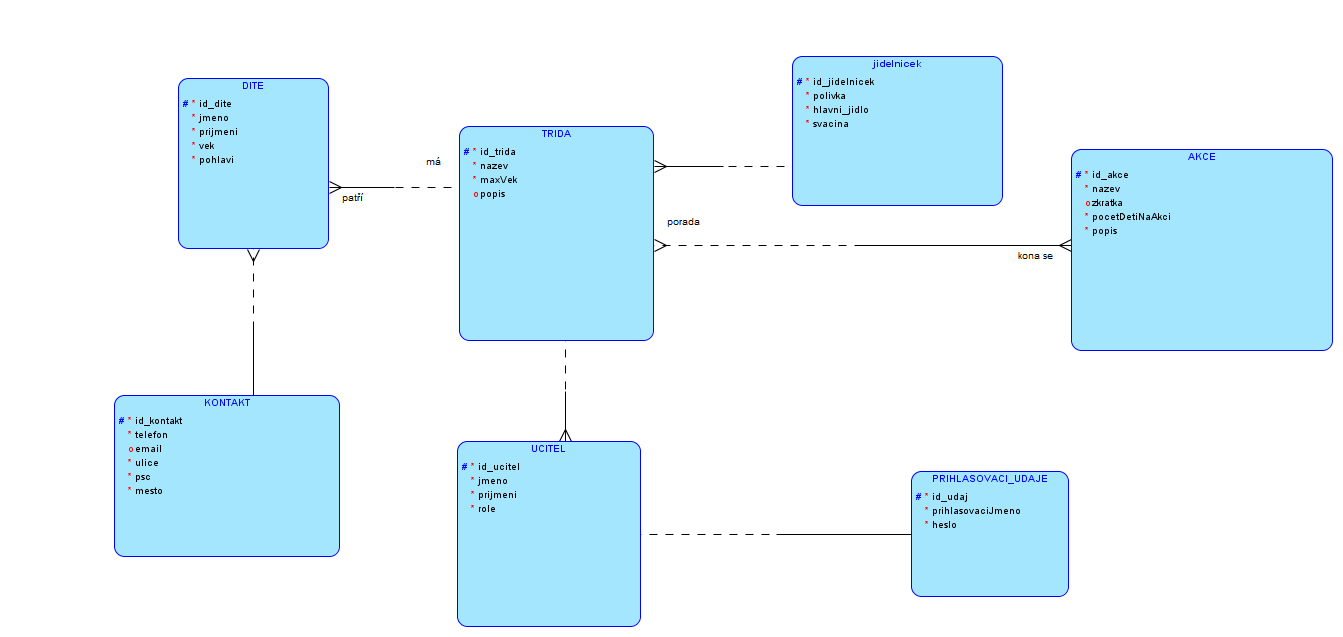 DITE
# * id_dite
* jmeno
* prijmeni
* vek
* pohlavi
má
patří
TRIDA
# * id_trida
* nazev
* maxVek
o popis
jidelnicek
# * id_jidelnicek
* polivka
* hlavni_jidlo
* svacina
porada
kona se
AKCE
# * id_akce
* nazev
o zkratka
* pocetDetiNaAkci
* popis
KONTAKT
# * id_kontakt
* telefon
o email
* ulice
* psc
* mesto
UCITEL
# * id_ucitel
* jmeno
* prijmeni
* role
PRIHLASOVACI_UDAJE
# * id_udaj
* prihlasovaciJmeno
* heslo